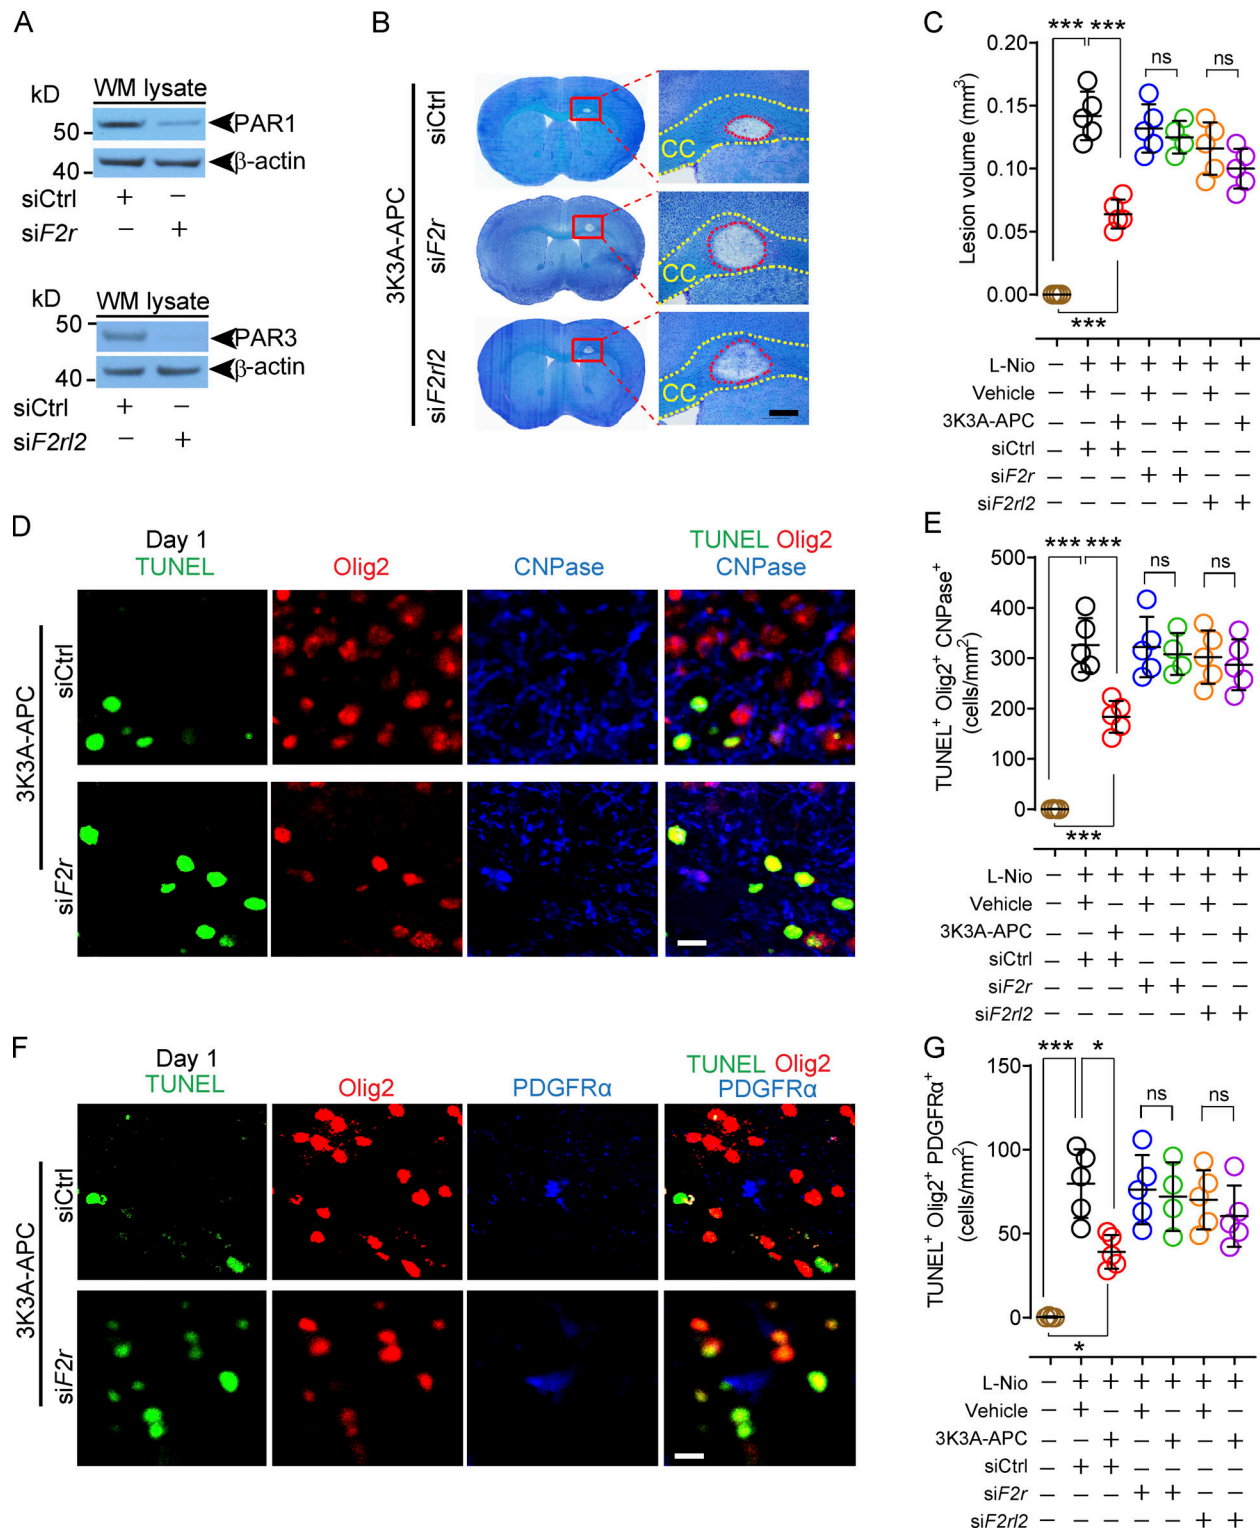 A
kD
WM lysate
50
PAR1
40
β-actin
siCtrl + –
siF2r – +
kD
WM lysate
50
PAR3
40
β-actin
siCtrl + –
siF2rl2 – +
B
3K3A-APC
siCtrl
CC
siF2r
CC
siF2rl2
CC
C
*** ***
ns ns
Lesion volume (mm³)
0.20
0.15
0.10
0.05
0.00
***
L-Nio – + + + + + +
Vehicle – + – + – + –
3K3A-APC – – + – + – +
siCtrl – + + – – – –
siF2r – – – + + – –
siF2rl2 – – – – – + +
D
Day 1
TUNEL
Olig2
CNPase
TUNEL Olig2
CNPase
3K3A-APC
siCtrl
siF2r
E
*** ***
ns ns
TUNEL⁺ Olig2⁺ CNPase⁺
(cells/mm²)
500
400
300
200
100
0
***
L-Nio – + + + + + +
Vehicle – + – + – + –
3K3A-APC – – + – + – +
siCtrl – + + – – – –
siF2r – – – + + – –
siF2rl2 – – – – – + +
F
Day 1
TUNEL
Olig2
PDGFRα
TUNEL Olig2
PDGFRα
3K3A-APC
siCtrl
siF2r
G
*** *
ns ns
TUNEL⁺ Olig2⁺ PDGFRα⁺
(cells/mm²)
150
100
50
0
*
L-Nio – + + + + + +
Vehicle – + – + – + –
3K3A-APC – – + – + – +
siCtrl – + + – – – –
siF2r – – – + + – –
siF2rl2 – – – – – + +